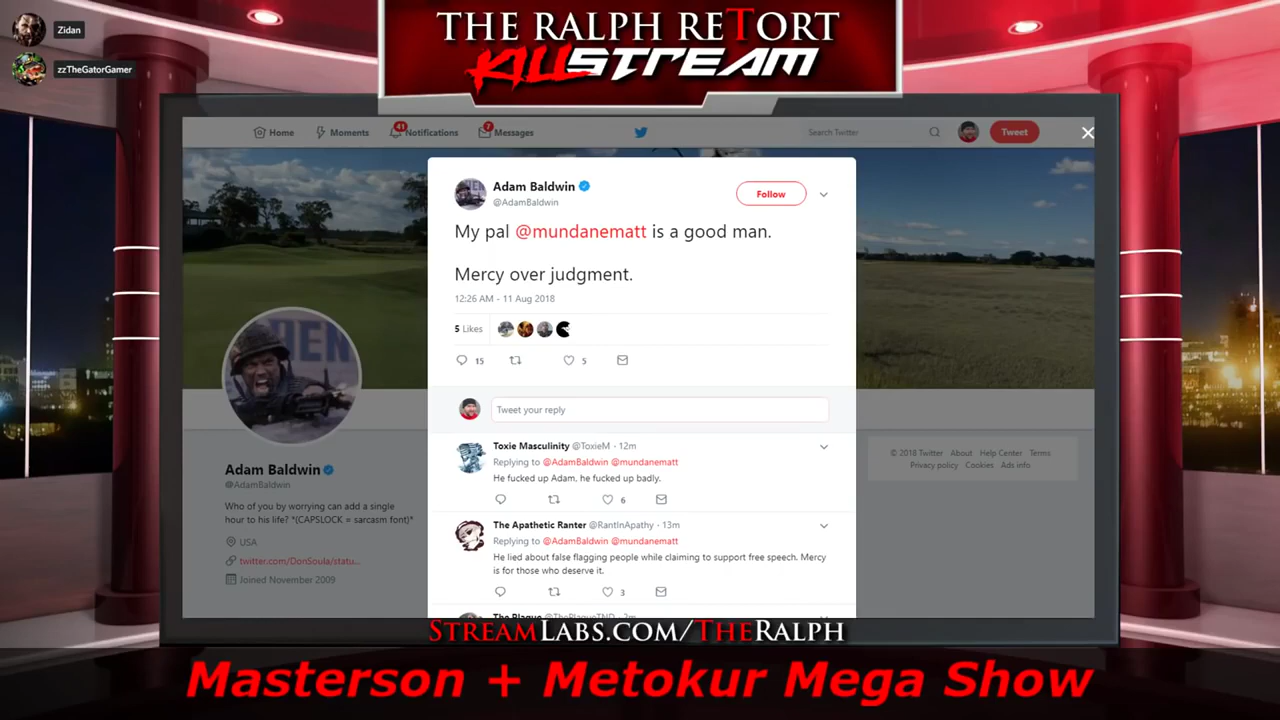 Zidan
zzTheGatorGamer
THE RALPH RETORT
KILLSTREAM
Home
Moments
41
Notifications
7
Messages
Search Twitter
Tweet
Adam Baldwin
@AdamBaldwin
Follow
My pal @mundanematt is a good man.
Mercy over judgment.
12:26 AM - 11 Aug 2018
5 Likes
15
5
Tweet your reply
Toxie Masculinity @ToxieM · 12m
Replying to @AdamBaldwin @mundanematt
He fucked up Adam, he fucked up badly.
6
The Apathetic Ranter @RantInApathy · 13m
Replying to @AdamBaldwin @mundanematt
He lied about false flagging people while claiming to support free speech. Mercy
is for those who deserve it.
3
Adam Baldwin
@AdamBaldwin
Who of you by worrying can add a single
hour to his life? *(CAPSLOCK = sarcasm font)*
USA
twitter.com/DonSoula/statu...
Joined November 2009
© 2018 Twitter About Help Center Terms
Privacy policy Cookies Ads info
STREAMLABS.COM/THERALPH
Masterson + Metokur Mega Show